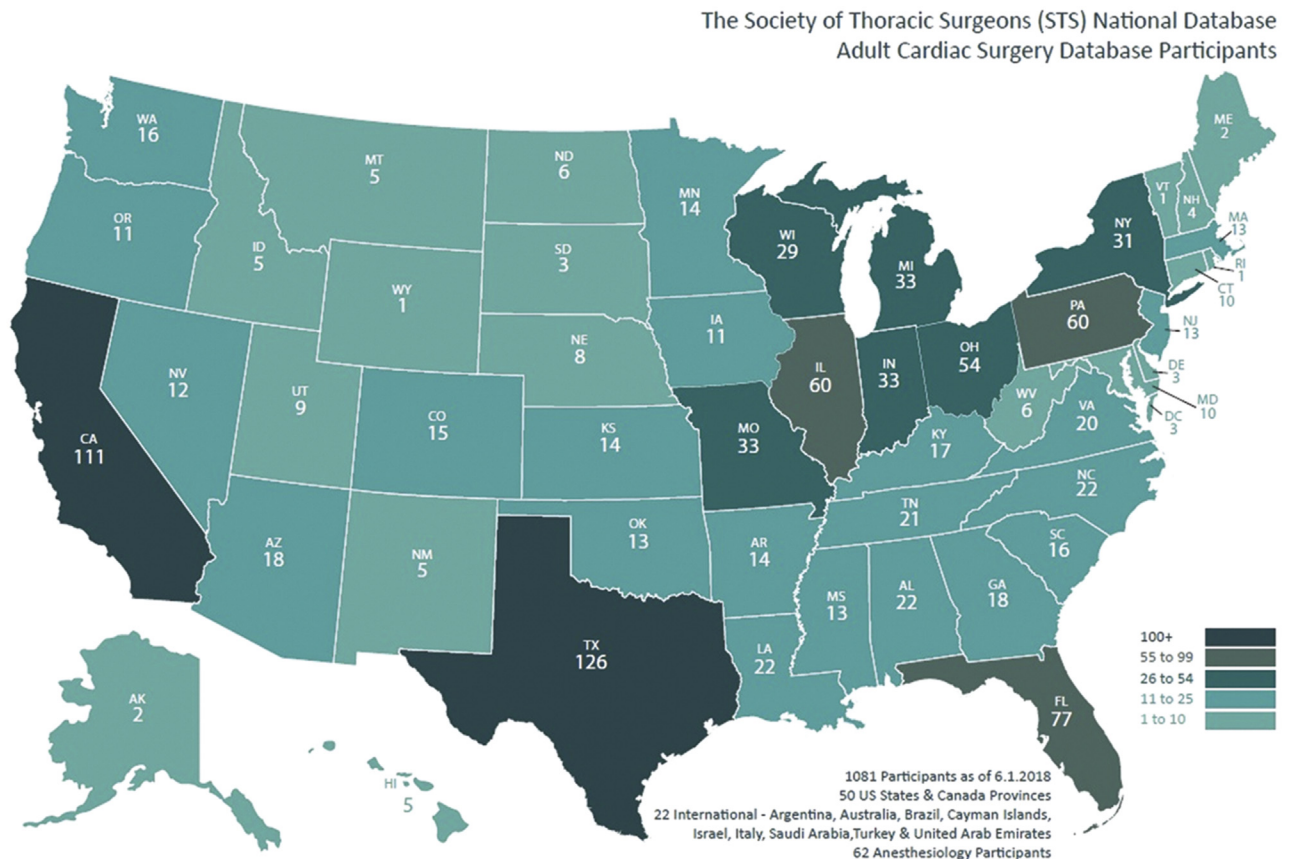 The Society of Thoracic Surgeons (STS) National Database
Adult Cardiac Surgery Database Participants
WA
16
OR
11
ID
5
MT
5
ND
6
MN
14
SD
3
WY
1
NE
8
IA
11
WI
29
MI
33
NY
31
VT
1
NH
4
ME
2
MA
13
RI
1
CT
10
PA
60
NJ
13
DE
3
MD
10
DC
3
CA
111
NV
12
UT
9
CO
15
KS
14
MO
33
IL
60
IN
33
OH
54
WV
6
VA
20
KY
17
NC
22
TN
21
SC
16
AZ
18
NM
5
OK
13
AR
14
MS
13
AL
22
GA
18
TX
126
LA
22
FL
77
AK
2
HI
5
100+
55 to 99
26 to 54
11 to 25
1 to 10
1081 Participants as of 6.1.2018
50 US States & Canada Provinces
22 International - Argentina, Australia, Brazil, Cayman Islands,
Israel, Italy, Saudi Arabia,Turkey & United Arab Emirates
62 Anesthesiology Participants